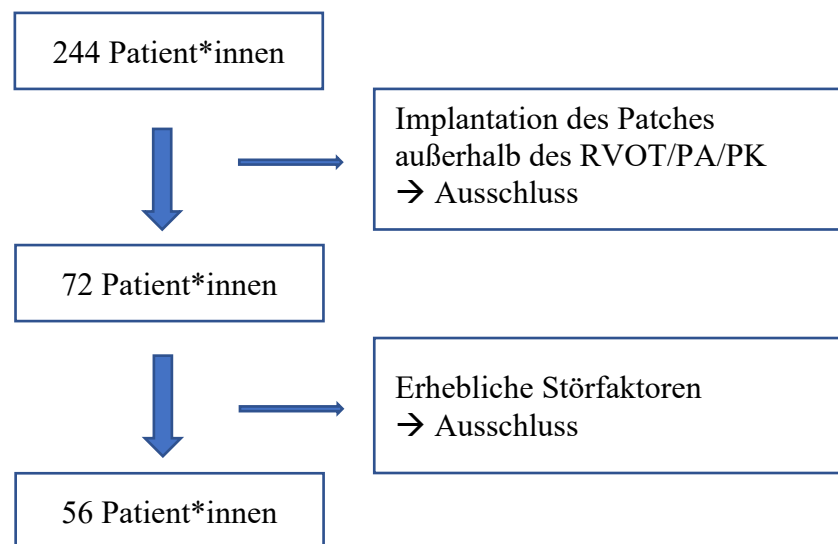 244 Patient*innen
Implantation des Patches
außerhalb des RVOT/PA/PK
→ Ausschluss
72 Patient*innen
Erhebliche Störfaktoren
→ Ausschluss
56 Patient*innen